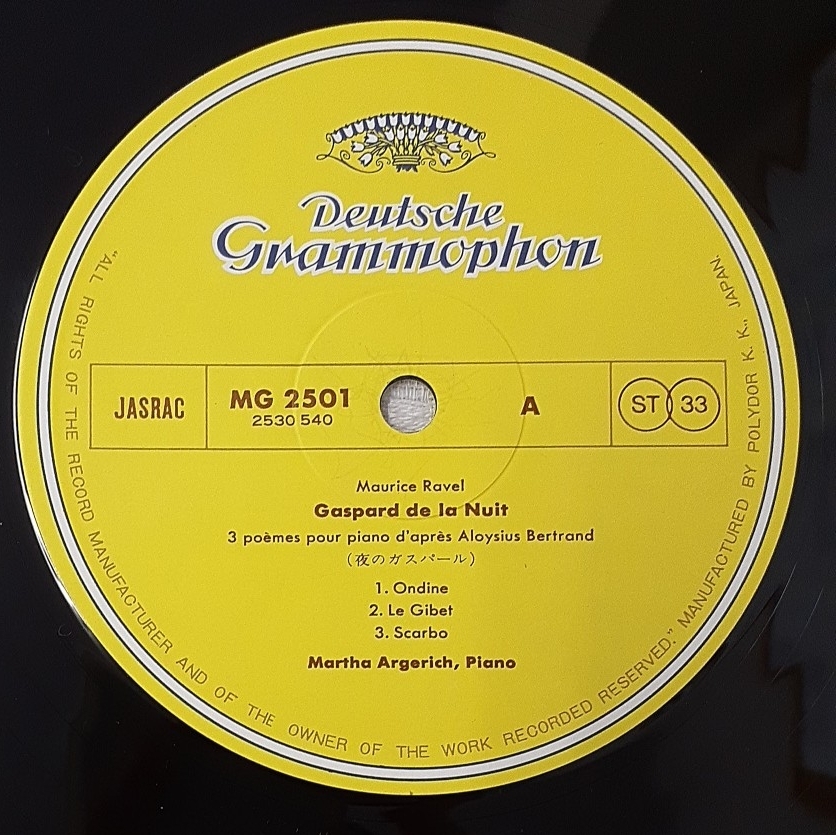 Deutsche
Grammophon
JASRAC
MG 2501
2530 540
A
ST 33
Maurice Ravel
Gaspard de la Nuit
3 poèmes pour piano d'après Aloysius Bertrand
(夜のガスパール)
1. Ondine
2. Le Gibet
3. Scarbo
Martha Argerich, Piano
"ALL RIGHTS OF THE RECORD MANUFACTURER AND OF THE OWNER OF THE WORK RECORDED RESERVED." MANUFACTURED BY POLYDOR K. K., JAPAN.